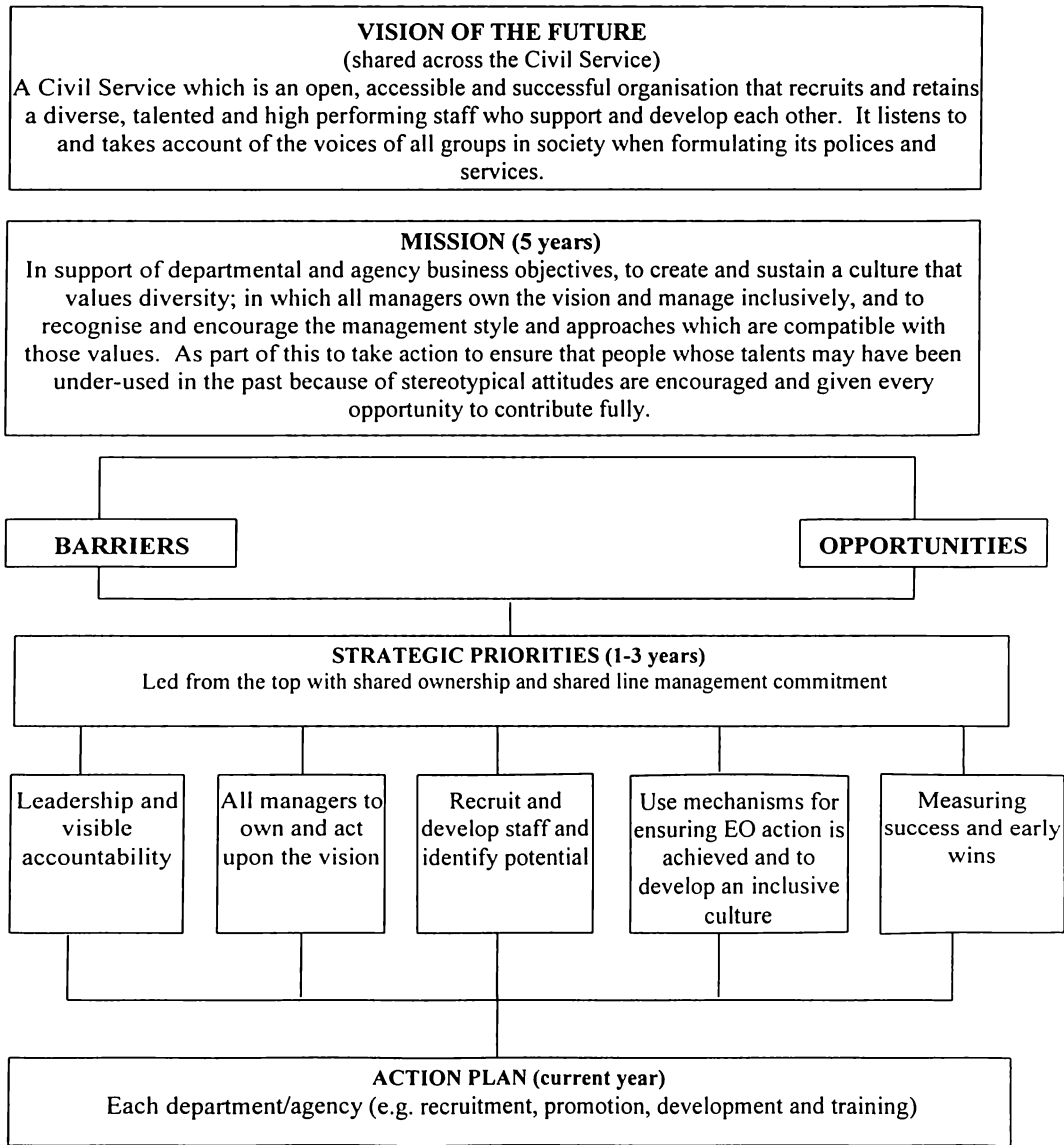 VISION OF THE FUTURE
(shared across the Civil Service)
A Civil Service which is an open, accessible and successful organisation that recruits and retains
a diverse, talented and high performing staff who support and develop each other. It listens to
and takes account of the voices of all groups in society when formulating its polices and
services.
MISSION (5 years)
In support of departmental and agency business objectives, to create and sustain a culture that
values diversity; in which all managers own the vision and manage inclusively, and to
recognise and encourage the management style and approaches which are compatible with
those values. As part of this to take action to ensure that people whose talents may have been
under-used in the past because of stereotypical attitudes are encouraged and given every
opportunity to contribute fully.
BARRIERS
OPPORTUNITIES
STRATEGIC PRIORITIES (1-3 years)
Led from the top with shared ownership and shared line management commitment
Leadership and
visible
accountability
All managers to
own and act
upon the vision
Recruit and
develop staff and
identify potential
Use mechanisms for
ensuring EO action is
achieved and to
develop an inclusive
culture
Measuring
success and early
wins
ACTION PLAN (current year)
Each department/agency (e.g. recruitment, promotion, development and training)